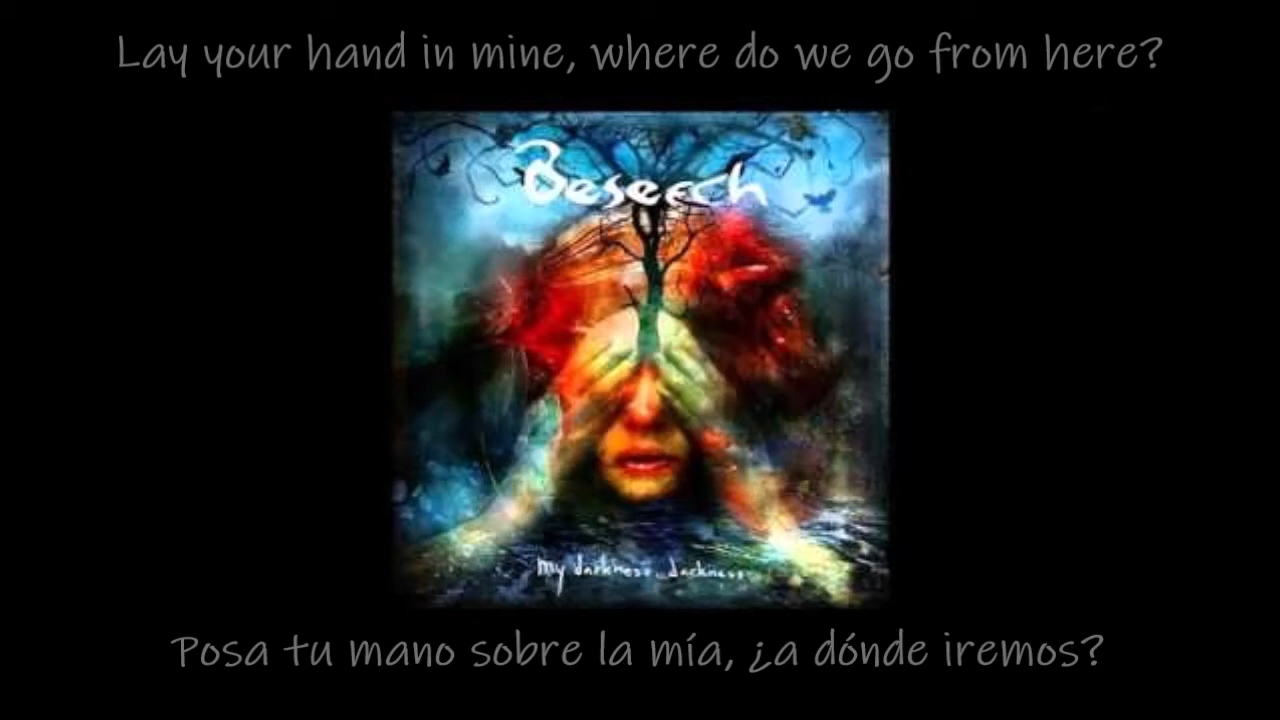 Lay your hand in mine, where do we go from here?
Beseech
My darkness, darkness
Posa tu mano sobre la mía, ¿a dónde iremos?